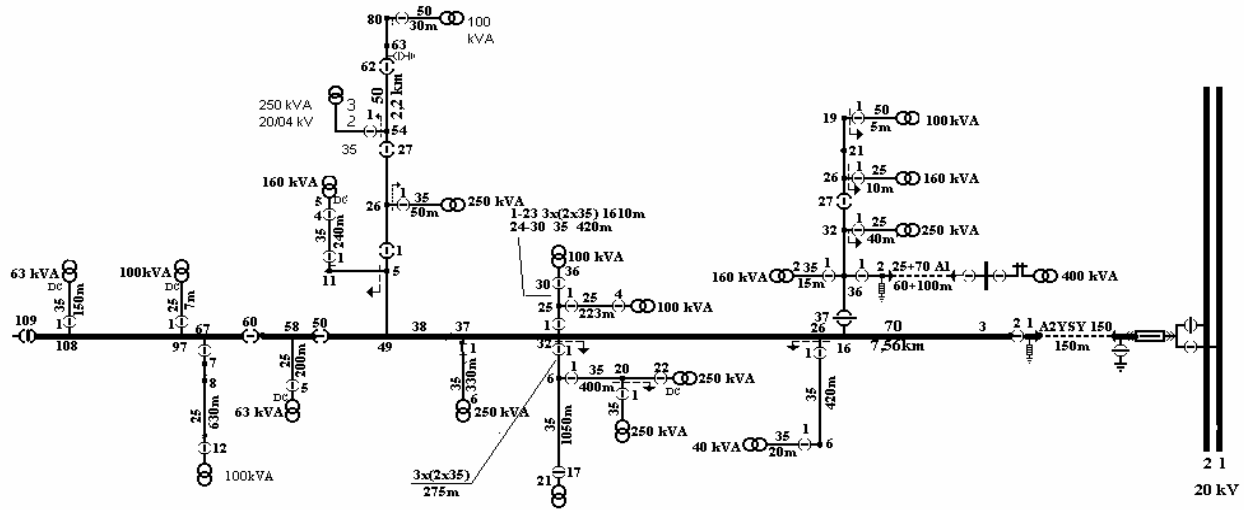 80
50
30m
100
kVA
63
62
50
2,2 km
250 kVA
20/04 kV
3
2
1
54
35
27
160 kVA
DC
4
35
240m
1
11
26
1
35
50m
250 kVA
1
5
1-23 3x(2x35) 1610m
24-30 35 420m
100 kVA
36
30
25
1
25
223m
4
100 kVA
1
19
1
50
5m
100 kVA
21
26
1
25
10m
160 kVA
27
32
1
25
40m
250 kVA
160 kVA
2
35
15m
1
36
1
2
25+70 Al
60+100m
400 kVA
37
63 kVA
DC
35
150m
1
100kVA
DC
25
7m
1
109
108
97
67
60
58
50
49
38
37
32
26
16
70
7,56km
3
2
1
A2YSY 150
150m
7
8
25
630m
12
100kVA
25
200m
5
DC
63 kVA
1
35
330m
6
250 kVA
1
6
1
35
400m
20
22
DC
250 kVA
1
35
250 kVA
35
1050m
17
21
3x(2x35)
275m
1
35
420m
40 kVA
35
20m
1
6
2 1
20 kV